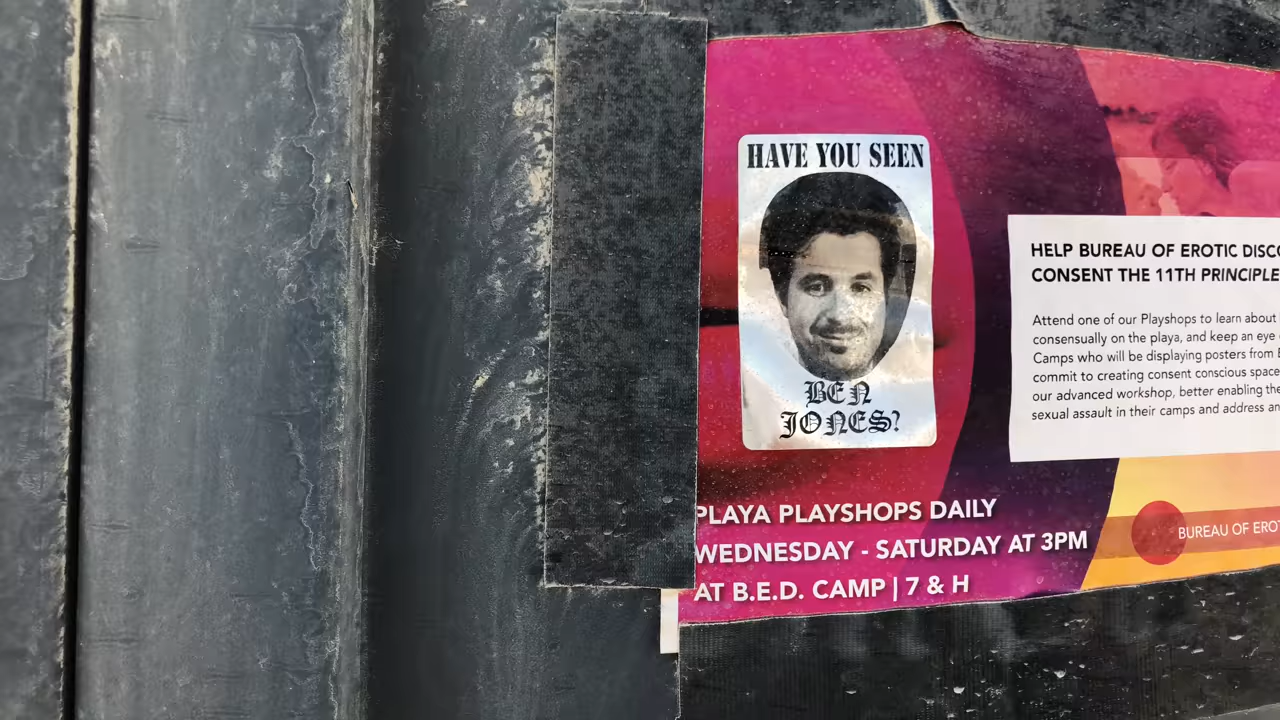 HAVE YOU SEEN
BEN
JONES?
HELP BUREAU OF EROTIC
CONSENT THE 11TH PRINCIPLE
Attend one of our Playshops to learn about
consensually on the playa, and keep an eye
Camps who will be displaying posters from
commit to creating consent conscious space
our advanced workshop, better enabling the
sexual assault in their camps and address
PLAYA PLAYSHOPS DAILY
WEDNESDAY - SATURDAY AT 3PM
AT B.E.D. CAMP | 7 & H
BUREAU OF